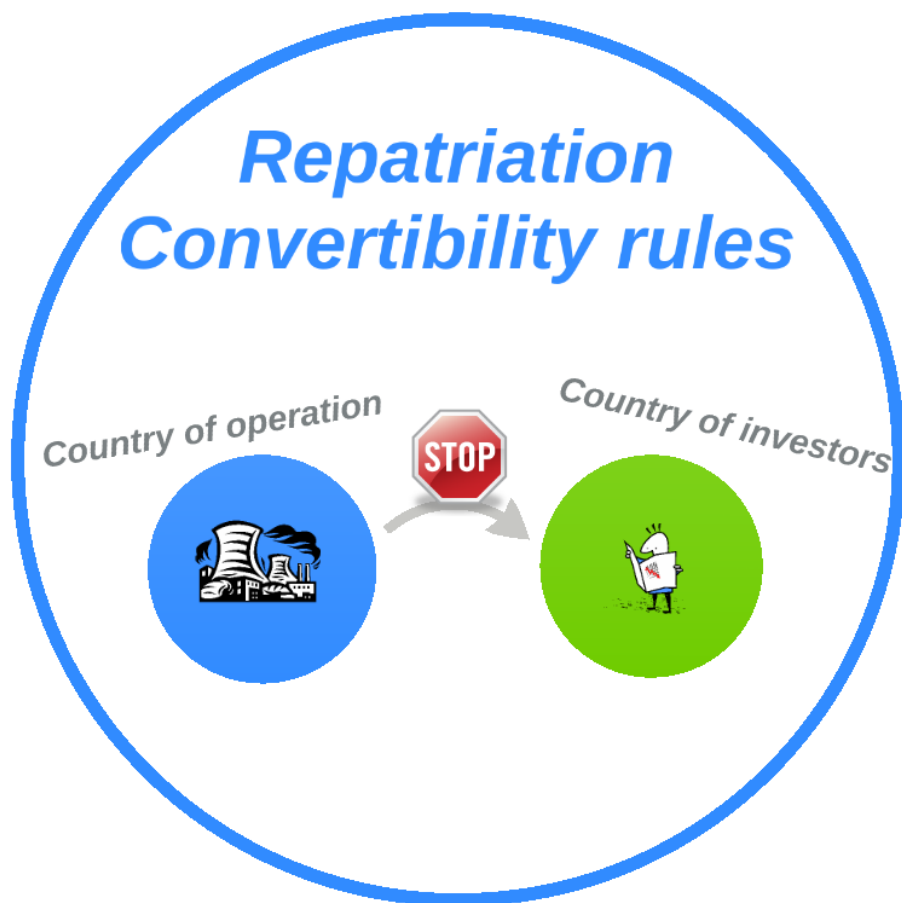 Repatriation
Convertibility rules
Country of operation
STOP
Country of investors